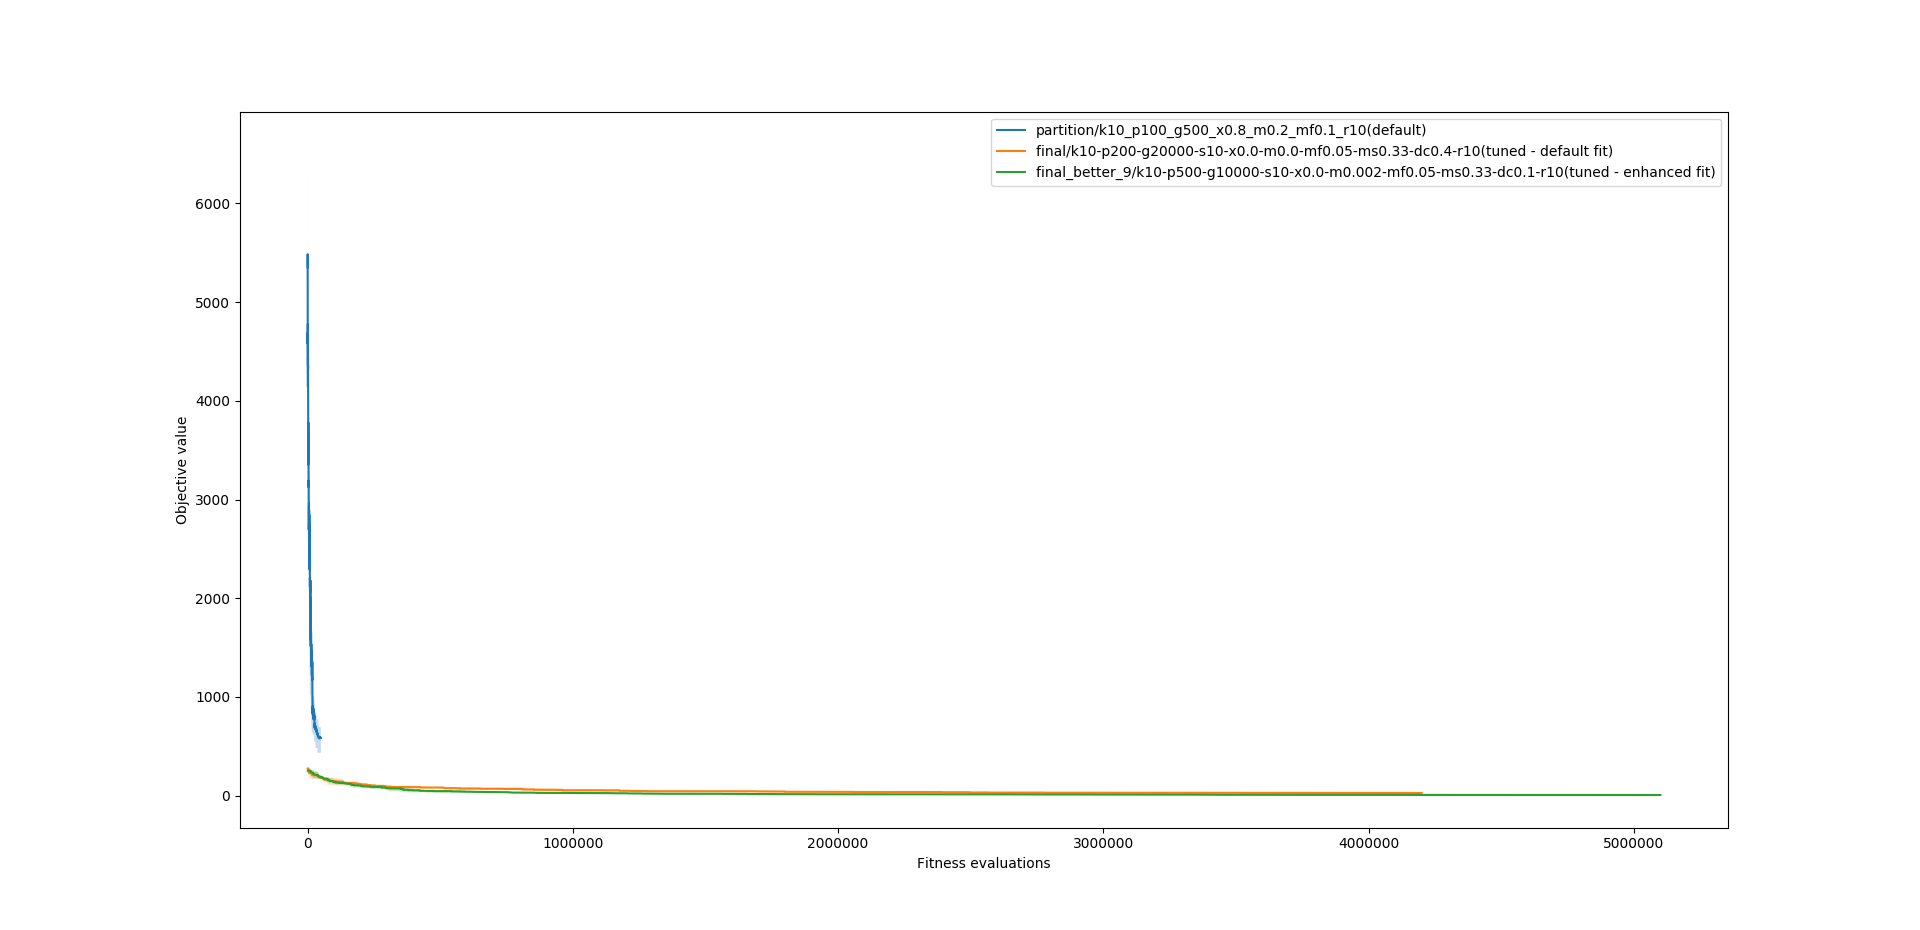 partition/k10_p100_g500_x0.8_m0.2_mf0.1_r10(default)
final/k10-p200-g20000-s10-x0.0-m0.0-mf0.05-ms0.33-dc0.4-r10(tuned - default fit)
final_better_9/k10-p500-g10000-s10-x0.0-m0.002-mf0.05-ms0.33-dc0.1-r10(tuned - enhanced fit)
6000
5000
4000
3000
2000
1000
0
Objective value
0 1000000 2000000 3000000 4000000 5000000
Fitness evaluations